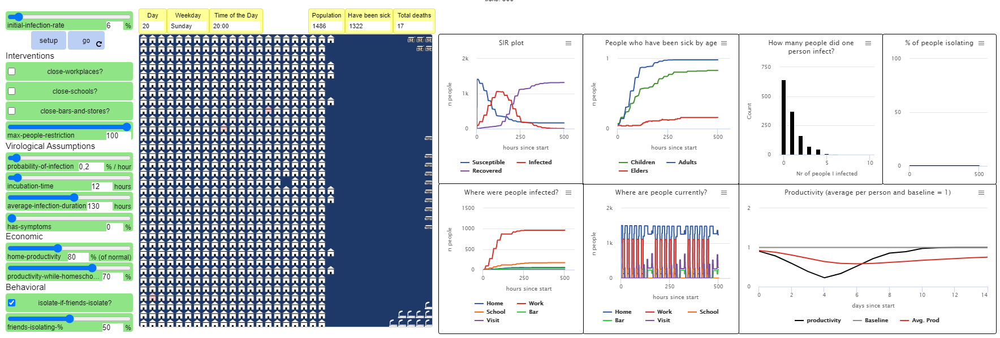 initial-infection-rate 6 %
setup go
Interventions
close-workplaces?
close-schools?
close-bars-and-stores?
max-people-restriction 100
Virological Assumptions
probability-of-infection 0,2 % / hour
incubation-time 12 hours
average-infection-duration 130 hours
has-symptoms 0 %
Economic
home-productivity 80 % (of normal)
productivity-while-homescho... 70 %
Behavioral
isolate-if-friends-isolate?
friends-isolating-% 50 %
Day Weekday Time of the Day Population Have been sick Total deaths
20 Sunday 20:00 1486 1322 17
SIR plot
2k
1k
0
n people
0 250 500
hours since start
Susceptible Infected
Recovered
People who have been sick by age
1
0
n people
0 250 500
hours since start
Children Adults
Elders
How many people did one
person infect?
750
500
250
0
Count
0 5 10
Nr of people I infected
% of people isolating
100
50
0
0 500
Where were people infected?
1500
1000
500
0
n people
0 250 500
hours since start
Home Work
School Bar
Visit
Where are people currently?
2k
1k
0
n people
0 250 500
hours since start
Home Work School
Bar Visit
Productivity (average per person and baseline = 1)
2
1
0
0 2 4 6 8 10 12 14
days since start
productivity Baseline Avg. Prod